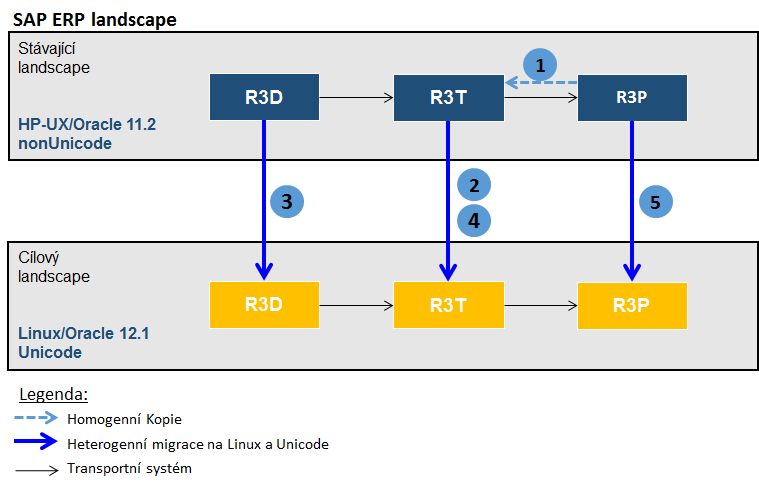 SAP ERP landscape
Stávající
landscape
1
R3D
R3T
R3P
HP-UX/Oracle 11.2
nonUnicode
2
3
5
4
Cílový
landscape
R3D
R3T
R3P
Linux/Oracle 12.1
Unicode
Legenda:
Homogenní Kopie
Heterogenní migrace na Linux a Unicode
Transportní systém